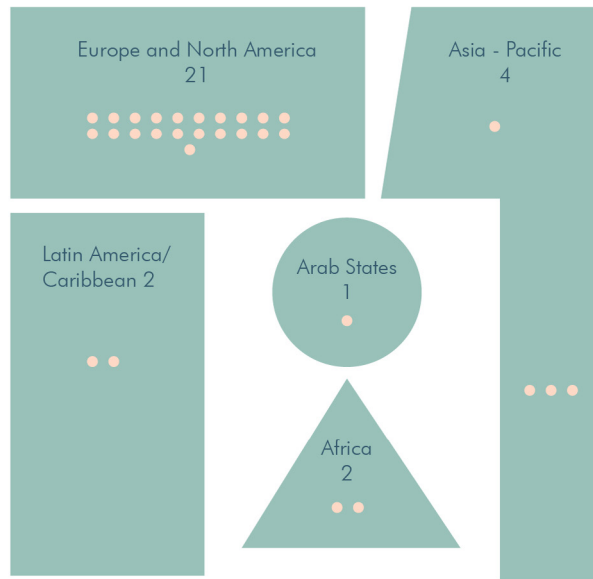 Europe and North America
21
Asia - Pacific
4
Latin America/
Caribbean 2
Arab States
1
Africa
2